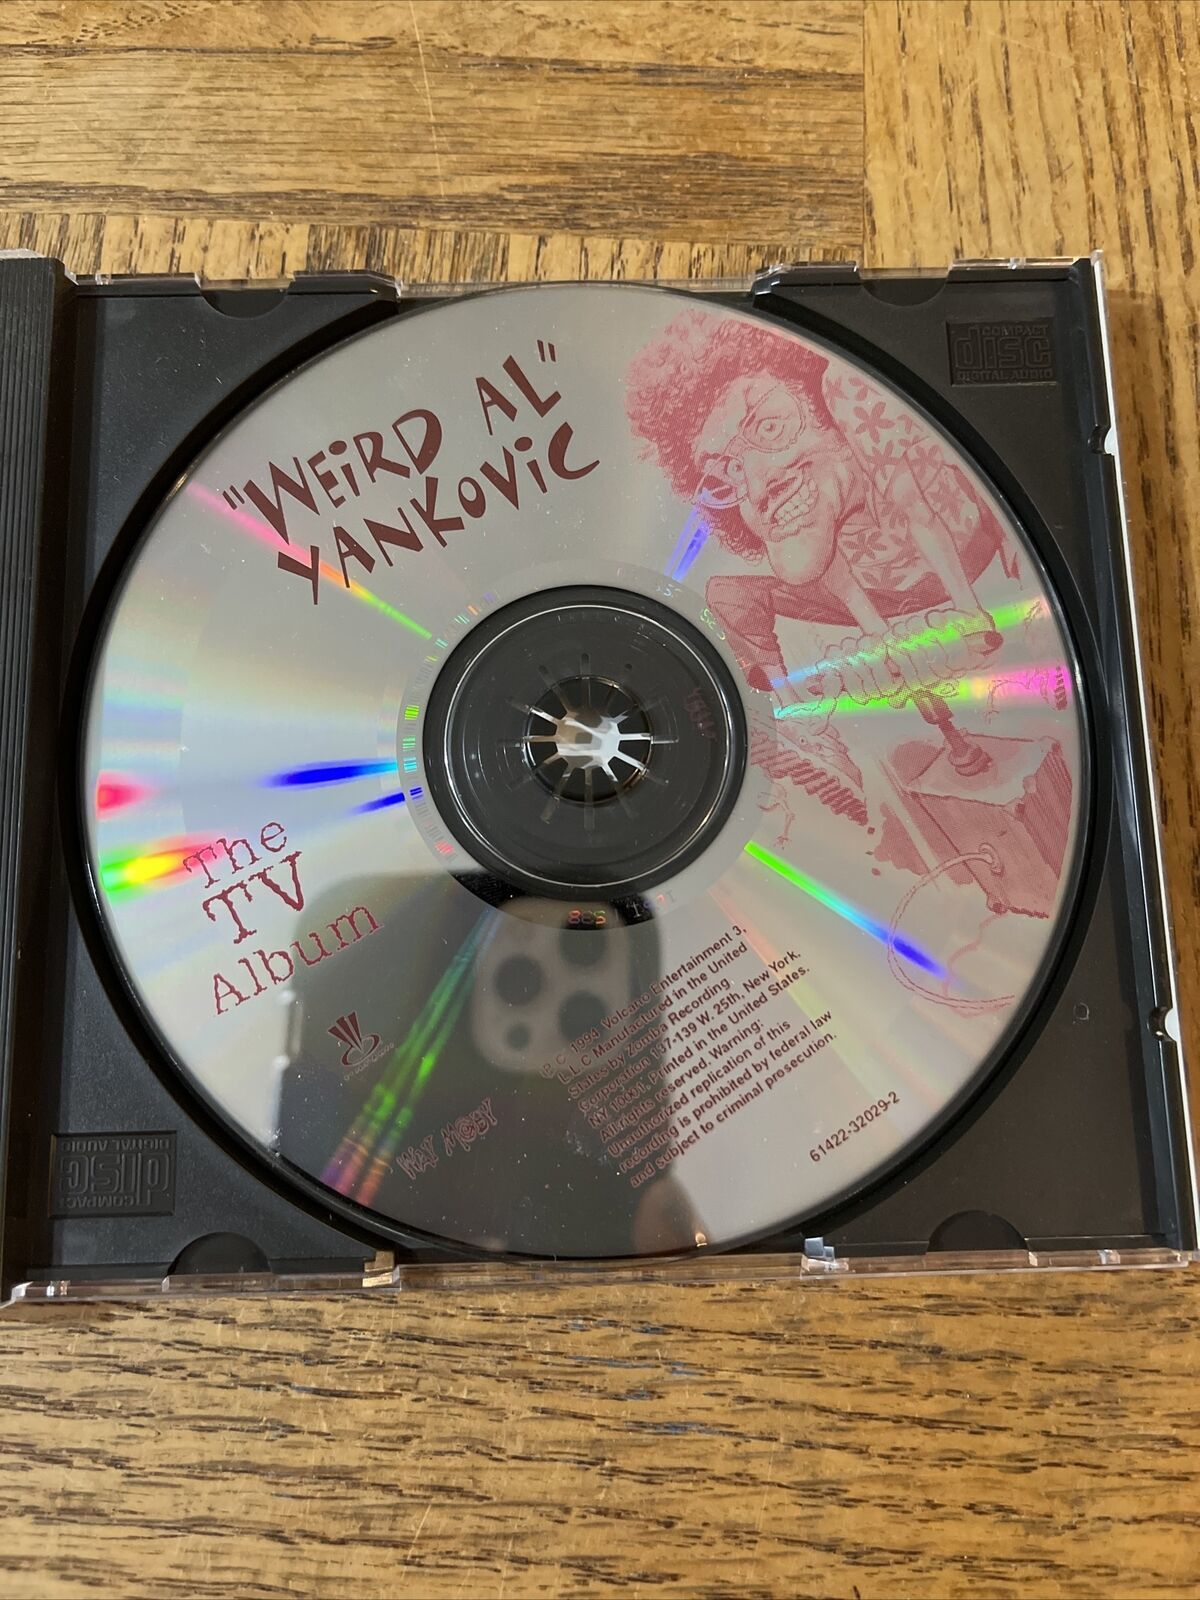 COMPACT
disc
DIGITAL AUDIO
"WEiRD AL"
YANKOViC
The
TV
Album
WAY MOBY
℗ © 1994 Volcano Entertainment 3,
L.L.C Manufactured in the United
States by Zomba Recording
Corporation 137-139 W. 25th, New York,
NY 10001. Printed in the United States.
All rights reserved. Warning:
Unauthorized replication of this
recording is prohibited by federal law
and subject to criminal prosecution.
61422-32029-2
COMPACT
disc
DIGITAL AUDIO